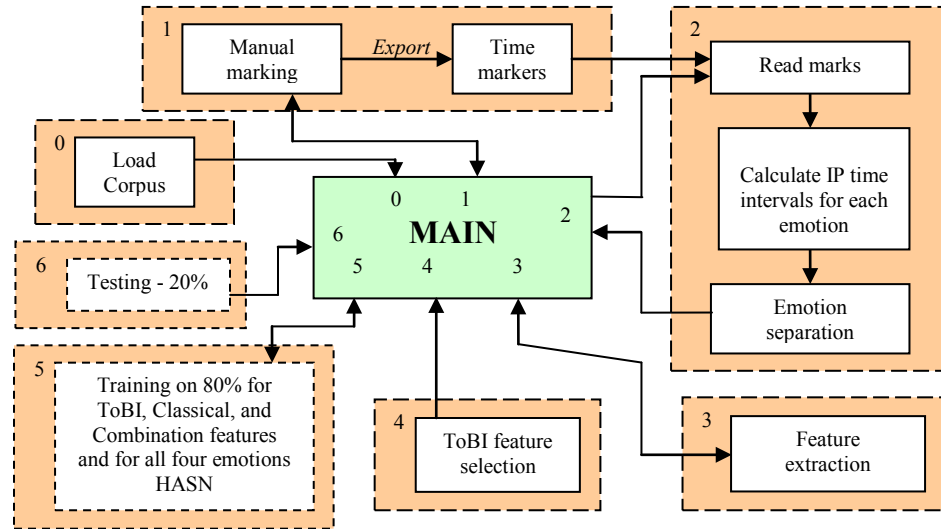 1
Manual
marking
Export
Time
markers
2
Read marks
Calculate IP time
intervals for each
emotion
Emotion
separation
0
Load
Corpus
0
1
2
MAIN
6
5
4
3
6
Testing - 20%
5
Training on 80% for
ToBI, Classical, and
Combination features
and for all four emotions
HASN
4
ToBI feature
selection
3
Feature
extraction